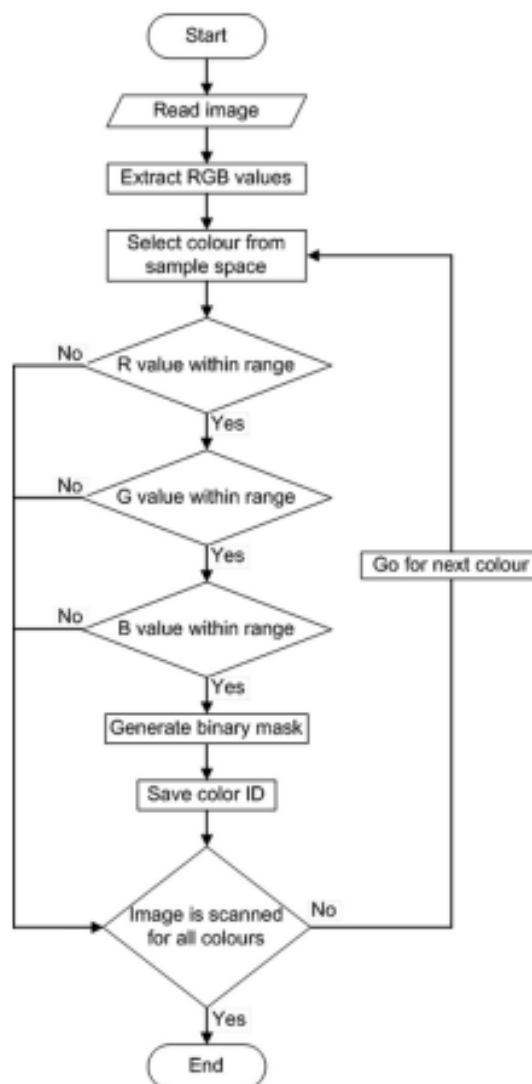 Start
Read image
Extract RGB values
Select colour from
sample space
No
R value within range
Yes
No
G value within range
Yes
Go for next colour
No
B value within range
Yes
Generate binary mask
Save color ID
Image is scanned
for all colours
No
Yes
End